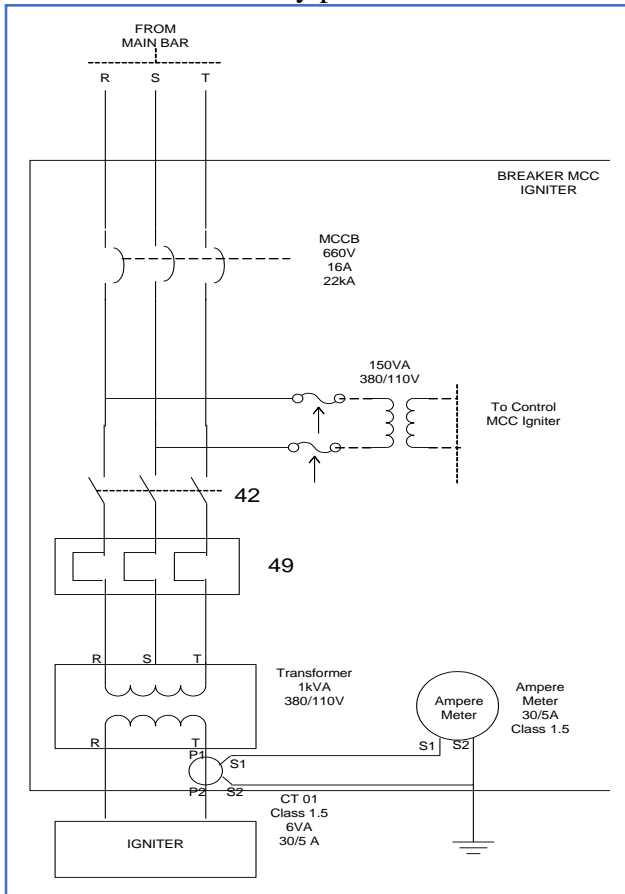 FROM
MAIN BAR
R S T
BREAKER MCC
IGNITER
MCCB
660V
16A
22kA
150VA
380/110V
To Control
MCC Igniter
42
49
R S T
Transformer
1kVA
380/110V
Ampere
Meter
Ampere
Meter
30/5A
Class 1.5
S1 S2
R T
P1
S1
P2 S2
CT 01
Class 1.5
6VA
30/5 A
IGNITER